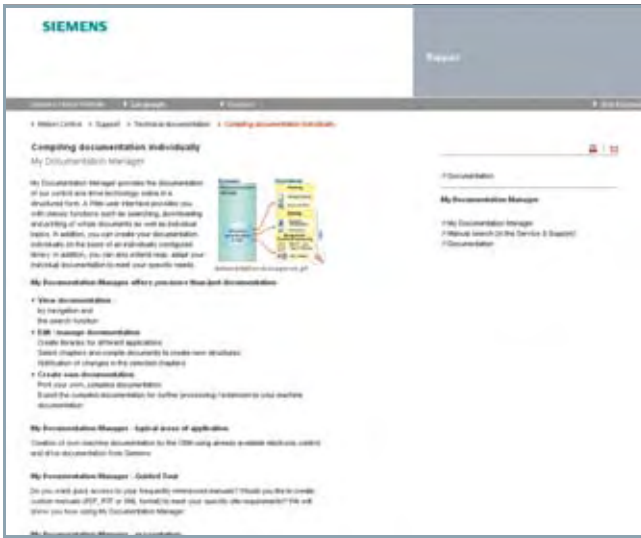 SIEMENS
Support
Languages
Contact
Motion Control Support Technical documentation Compiling documentation individually
Compiling documentation individually
My Documentation Manager
My Documentation Manager provides the documentation
of our control and drive technology online in a
structured form. A Web user interface provides you
with classic functions such as searching, downloading
and printing of whole documents as well as individual
topics. In addition, you can create your documentation
individually on the basis of an individually configured
library. In addition, you can also extend resp. adapt your
individual documentation to meet your specific needs.
My Documentation Manager offers you more than just documentation
View documentation
by navigation and
the search function
Edit - manage documentation
Create libraries for different applications
Select chapters and compile documents to create new structures
Notification of changes in the selected chapters
Create own documentation
Print your own, compiled documentation
Export the compiled documentation for further processing / extension to your machine
documentation
My Documentation Manager - typical areas of application
Creation of own machine documentation by the OEM using already available electronic control
and drive documentation from Siemens
My Documentation Manager - Guided Tour
Do you want quick access to your frequently referenced manuals? Would you like to create
custom manuals (PDF, RTF or XML format) to meet your specific site requirements? We will
show you how using My Documentation Manager.
Documentation
My Documentation Manager
My Documentation Manager
Manual search (in the Service & Support)
Documentation